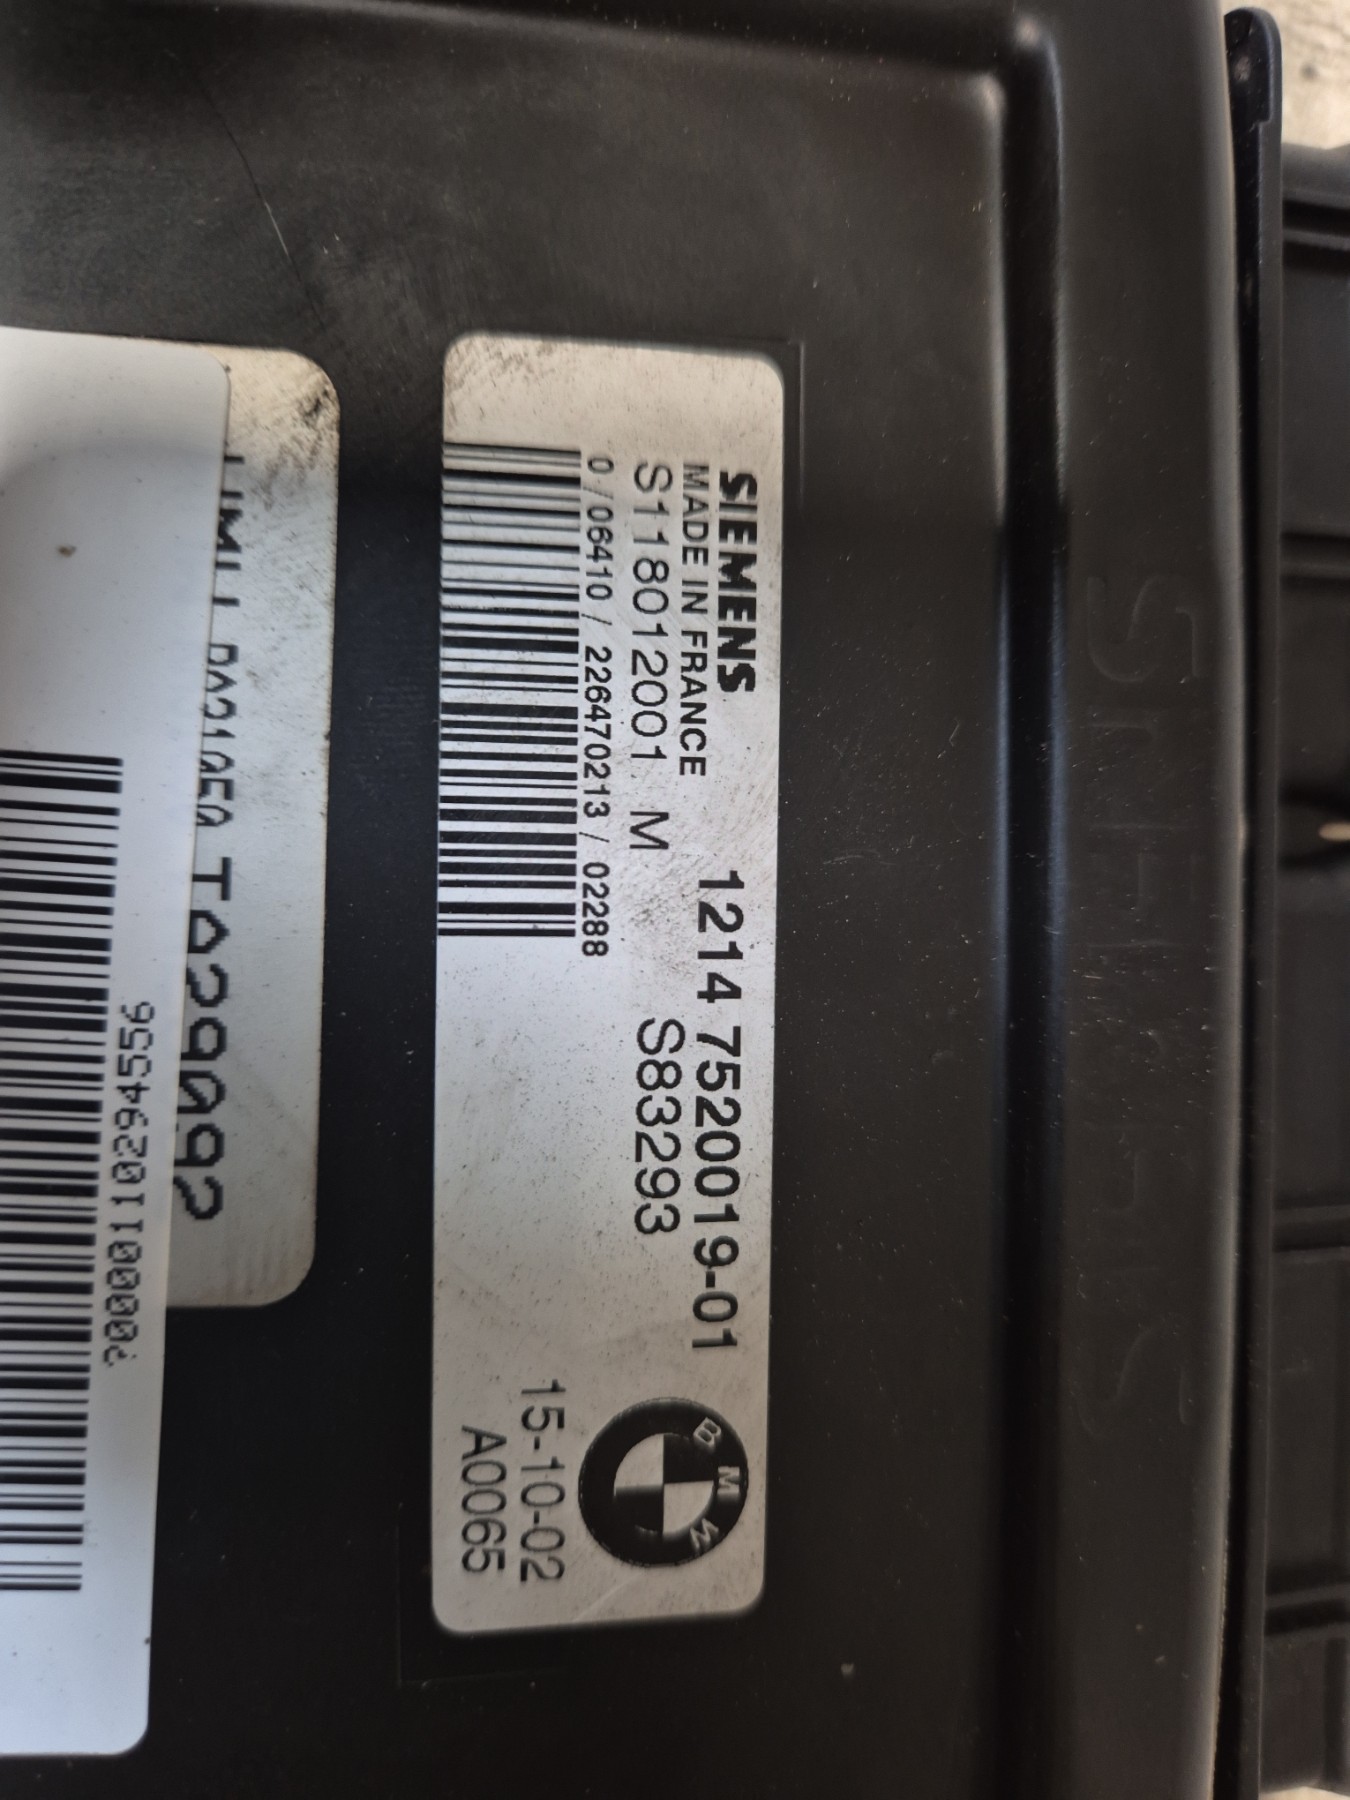 SIEMENS
MADE IN FRANCE
1214 7520019-01
S118012001 M S83293
0 / 06410 / 226470213 / 02288
BMW
15-10-02
A0065